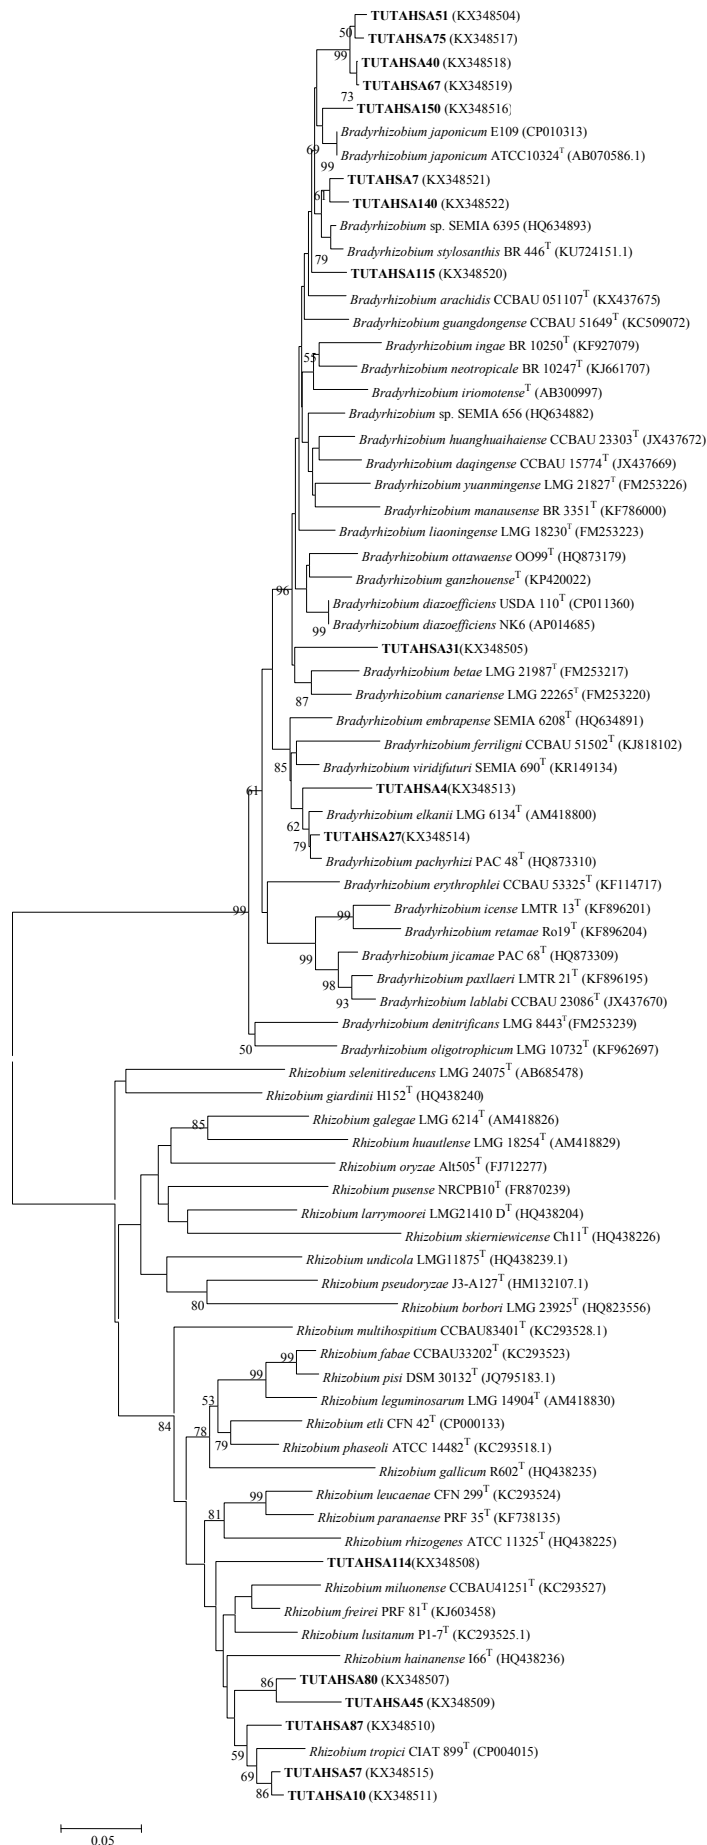 TUTAHSA51 (KX348504)
50
TUTAHSA75 (KX348517)
99
TUTAHSA40 (KX348518)
TUTAHSA67 (KX348519)
73
TUTAHSA150 (KX348516)
Bradyrhizobium japonicum E109 (CP010313)
69
Bradyrhizobium japonicum ATCC10324T (AB070586.1)
99
TUTAHSA7 (KX348521)
61
TUTAHSA140 (KX348522)
Bradyrhizobium sp. SEMIA 6395 (HQ634893)
Bradyrhizobium stylosanthis BR 446T (KU724151.1)
79
TUTAHSA115 (KX348520)
Bradyrhizobium arachidis CCBAU 051107T (KX437675)
Bradyrhizobium guangdongense CCBAU 51649T (KC509072)
Bradyrhizobium ingae BR 10250T (KF927079)
55
Bradyrhizobium neotropicale BR 10247T (KJ661707)
Bradyrhizobium iriomotenseT (AB300997)
Bradyrhizobium sp. SEMIA 656 (HQ634882)
Bradyrhizobium huanghuaihaiense CCBAU 23303T (JX437672)
Bradyrhizobium daqingense CCBAU 15774T (JX437669)
Bradyrhizobium yuanmingense LMG 21827T (FM253226)
Bradyrhizobium manausense BR 3351T (KF786000)
Bradyrhizobium liaoningense LMG 18230T (FM253223)
Bradyrhizobium ottawaense OO99T (HQ873179)
Bradyrhizobium ganzhouenseT (KP420022)
96
Bradyrhizobium diazoefficiens USDA 110T (CP011360)
Bradyrhizobium diazoefficiens NK6 (AP014685)
99
TUTAHSA31(KX348505)
Bradyrhizobium betae LMG 21987T (FM253217)
Bradyrhizobium canariense LMG 22265T (FM253220)
87
Bradyrhizobium embrapense SEMIA 6208T (HQ634891)
Bradyrhizobium ferriligni CCBAU 51502T (KJ818102)
85
Bradyrhizobium viridifuturi SEMIA 690T (KR149134)
61
TUTAHSA4(KX348513)
Bradyrhizobium elkanii LMG 6134T (AM418800)
62
TUTAHSA27(KX348514)
79
Bradyrhizobium pachyrhizi PAC 48T (HQ873310)
Bradyrhizobium erythrophlei CCBAU 53325T (KF114717)
Bradyrhizobium icense LMTR 13T (KF896201)
99
99
Bradyrhizobium retamae Ro19T (KF896204)
Bradyrhizobium jicamae PAC 68T (HQ873309)
99
Bradyrhizobium paxllaeri LMTR 21T (KF896195)
98
Bradyrhizobium lablabi CCBAU 23086T (JX437670)
93
Bradyrhizobium denitrificans LMG 8443T(FM253239)
Bradyrhizobium oligotrophicum LMG 10732T (KF962697)
50
Rhizobium selenitireducens LMG 24075T (AB685478)
Rhizobium giardinii H152T (HQ438240)
Rhizobium galegae LMG 6214T (AM418826)
85
Rhizobium huautlense LMG 18254T (AM418829)
Rhizobium oryzae Alt505T (FJ712277)
Rhizobium pusense NRCPB10T (FR870239)
Rhizobium larrymoorei LMG21410 DT (HQ438204)
Rhizobium skierniewicense Ch11T (HQ438226)
Rhizobium undicola LMG11875T (HQ438239.1)
Rhizobium pseudoryzae J3-A127T (HM132107.1)
80
Rhizobium borbori LMG 23925T (HQ823556)
Rhizobium multihospitium CCBAU83401T (KC293528.1)
Rhizobium fabae CCBAU33202T (KC293523)
99
99
Rhizobium pisi DSM 30132T (JQ795183.1)
53
Rhizobium leguminosarum LMG 14904T (AM418830)
84
Rhizobium etli CFN 42T (CP000133)
78
79
Rhizobium phaseoli ATCC 14482T (KC293518.1)
Rhizobium gallicum R602T (HQ438235)
Rhizobium leucaenae CFN 299T (KC293524)
99
81
Rhizobium paranaense PRF 35T (KF738135)
Rhizobium rhizogenes ATCC 11325T (HQ438225)
TUTAHSA114(KX348508)
Rhizobium miluonense CCBAU41251T (KC293527)
Rhizobium freirei PRF 81T (KJ603458)
Rhizobium lusitanum P1-7T (KC293525.1)
Rhizobium hainanense I66T (HQ438236)
86
TUTAHSA80 (KX348507)
TUTAHSA45 (KX348509)
TUTAHSA87 (KX348510)
59
Rhizobium tropici CIAT 899T (CP004015)
69
TUTAHSA57 (KX348515)
86
TUTAHSA10 (KX348511)
0.05